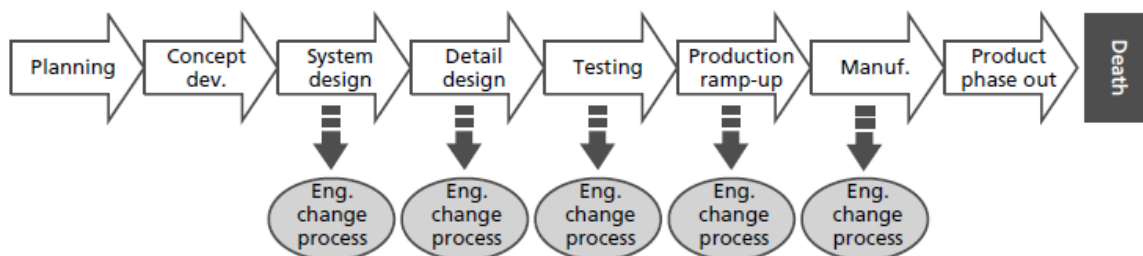 Planning
Concept
dev.
System
design
Detail
design
Testing
Production
ramp-up
Manuf.
Product
phase out
Death
Eng.
change
process
Eng.
change
process
Eng.
change
process
Eng.
change
process
Eng.
change
process